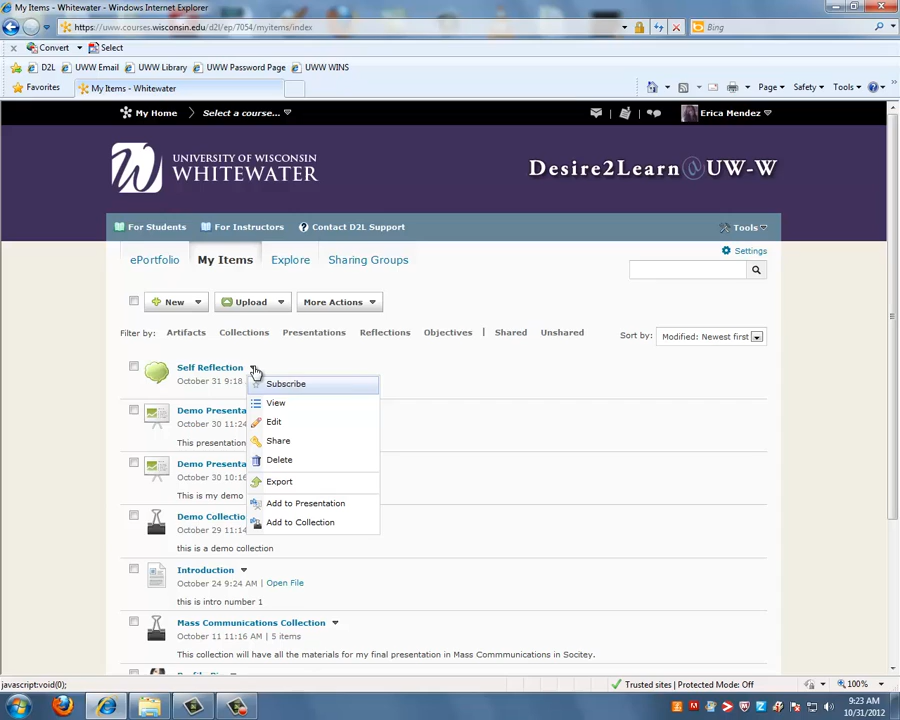 My Items - Whitewater - Windows Internet Explorer
https://uww.courses.wisconsin.edu/d2l/ep/7054/myitems/index
Bing
Convert Select
D2L UWW Email UWW Library UWW Password Page UWW WINS
Favorites My Items - Whitewater Page Safety Tools
My Home Select a course... Erica Mendez
UNIVERSITY OF WISCONSIN
WHITEWATER
Desire2Learn@UW-W
For Students For Instructors Contact D2L Support Tools
Settings
ePortfolio My Items Explore Sharing Groups
New Upload More Actions
Filter by: Artifacts Collections Presentations Reflections Objectives Shared Unshared Sort by: Modified: Newest first
Self Reflection
October 31 9:18
Subscribe
View
Edit
Share
Delete
Export
Add to Presentation
Add to Collection
Demo Presenta
October 30 11:24
This presentation
Demo Presenta
October 30 10:16
This is my demo
Demo Collectio
October 29 11:14
this is a demo collection
Introduction
October 24 9:24 AM | Open File
this is intro number 1
Mass Communications Collection
October 11 11:16 AM | 5 items
This collection will have all the materials for my final presentation in Mass Commmunications in Socitey.
javascript:void(0); Trusted sites | Protected Mode: Off 100%
9:23 AM
10/31/2012